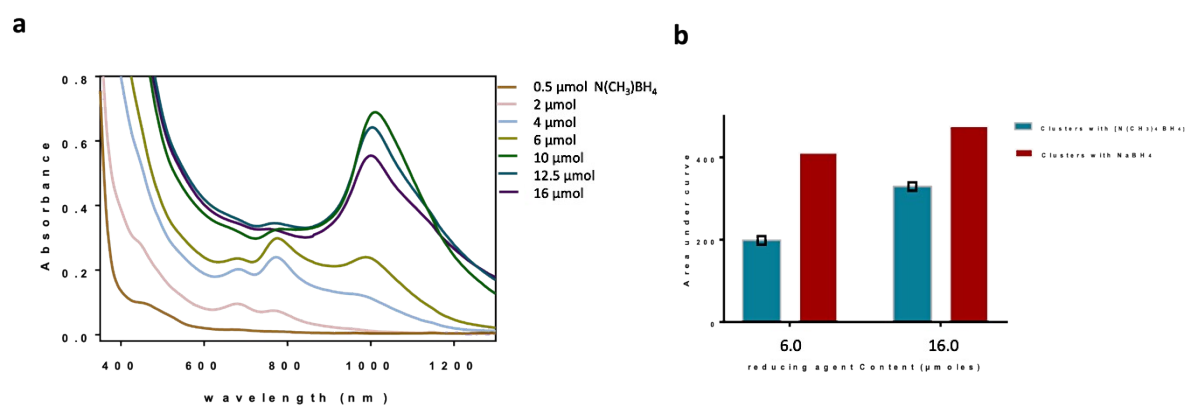 a
0.8
0.6
0.4
0.2
0.0
Absorbance
400 600 800 1000 1200
wavelength (nm)
0.5 µmol N(CH₃)BH₄
2 µmol
4 µmol
6 µmol
10 µmol
12.5 µmol
16 µmol
b
400
200
0
Area under curve
6.0 16.0
reducing agent Content (µmoles)
Clusters with [N(CH₃)₄BH₄]
Clusters with NaBH₄